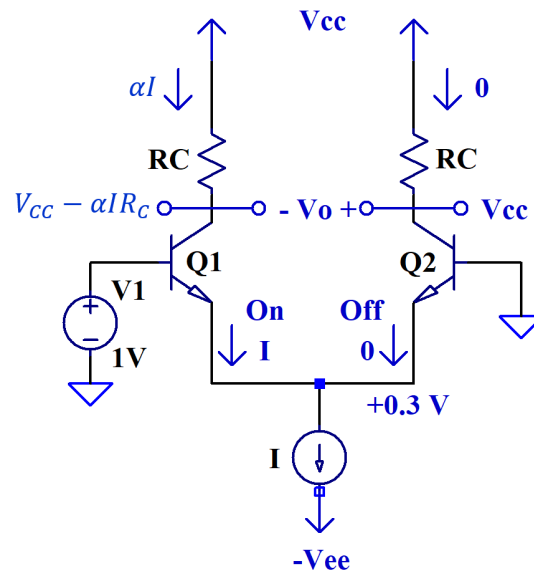 Vcc
αI
0
RC
RC
V_CC − αIR_C
- Vo +
Vcc
Q1
Q2
V1
+
−
1V
On
Off
I
0
+0.3 V
I
-Vee